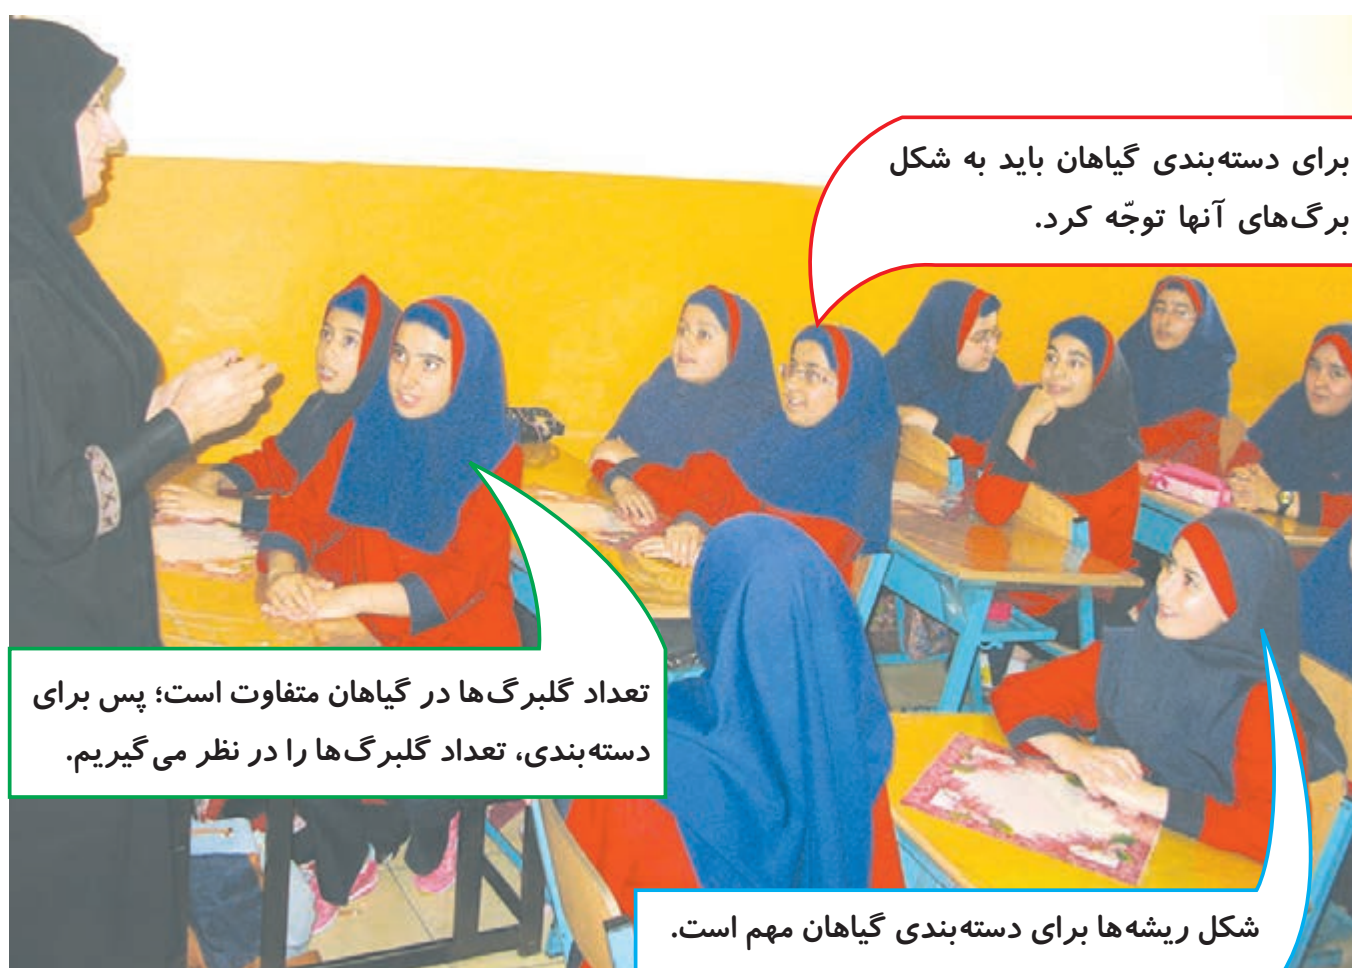 برای دسته‌بندی گیاهان باید به شکل
برگ‌های آنها توجّه کرد.
تعداد گلبرگ‌ها در گیاهان متفاوت است؛ پس برای
دسته‌بندی، تعداد گلبرگ‌ها را در نظر می‌گیریم.
شکل ریشه‌ها برای دسته‌بندی گیاهان مهم است.